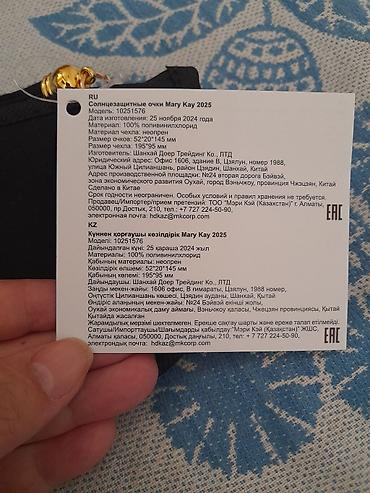 RU
Солнцезащитные очки Mary Kay 2025
Модель: 10251576
Дата изготовления: 25 ноября 2024 года
Материал: 100% поливинилхлорид
Материал чехла: неопрен
Размер очков: 52*20*145 мм
Размер чехла: 195*95 мм
Изготовитель: Шанхай Доер Трейдинг Ко., ЛТД
Юридический адрес: Офис 1606, здание В, Цзялун, номер 1988,
улица Южный Цилианшань, район Цзядин, Шанхай, Китай
Адрес производственной площадки: №24 вторая дорога Бэйвэй,
зона экономического развития Оухай, город Вэньчжоу, провинция Чжэцзян, Китай
Сделано в Китае
Срок годности неограничен. Особых условий и правил хранения не требуется.
Продавец/Импортер/прием претензий: ТОО "Мэри Кэй (Казахстан)" г. Алматы,
050000, пр.Достык, 210, тел.: +7 727 224-50-90,
электронная почта: hdkaz@mkcorp.com
EAC
KZ
Күннен қорғаушы көзілдірік Mary Kay 2025
Моделі: 10251576
Дайындалған күні: 25 қараша 2024 жыл
Материалы: 100% поливинилхлорид
Қабының материалы: неопрен
Көзілдірік өлшемі: 52*20*145 мм
Қабының көлемі: 195*95 мм
Дайындаушы: Шанхай Доер Трейдинг Ко., ЛТД
Заңды мекен-жайы: 1606 офис, В ғимараты, Цзялун, 1988 номер,
Оңтүстік Цилианшань көшесі, Цзядин ауданы, Шанхай, Қытай
Өндіріс алаңының мекен-жайы: №24 Бэйвэй екінші жолы,
Оухай экономикалық даму аймағы, Вэньчжоу қаласы, Чжэцзян провинциясы, Қытай
Қытайда жасалған
Жарамдылық мерзімі шектелмеген. Ерекше сақтау шарты және ереже талап етілмейді.
Сатушы/Импорттаушы/Шағымдарды қабылдау:"Мэри Кэй (Қазақстан)" ЖШС,
Алматы қаласы, 050000, Достық даңғылы, 210, тел: +7 727 224-50-90,
электрондық почта: hdkaz@mkcorp.com
EAC